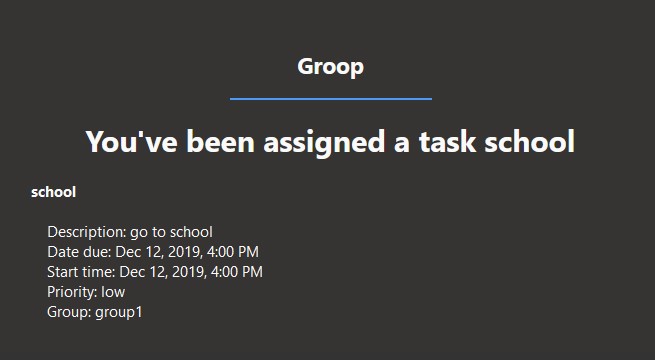 Groop
You've been assigned a task school
school
Description: go to school
Date due: Dec 12, 2019, 4:00 PM
Start time: Dec 12, 2019, 4:00 PM
Priority: low
Group: group1